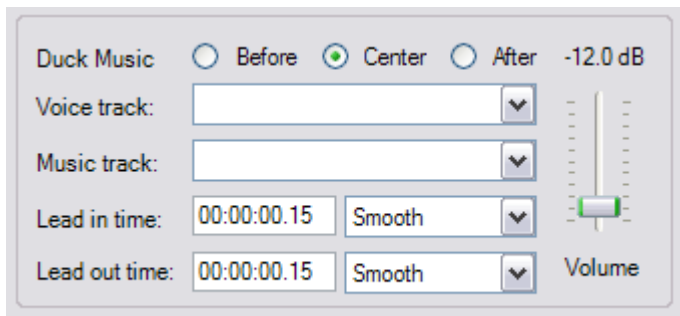 Duck Music Before Center After -12.0 dB
Voice track:
Music track:
Lead in time: 00:00:00.15 Smooth
Lead out time: 00:00:00.15 Smooth Volume